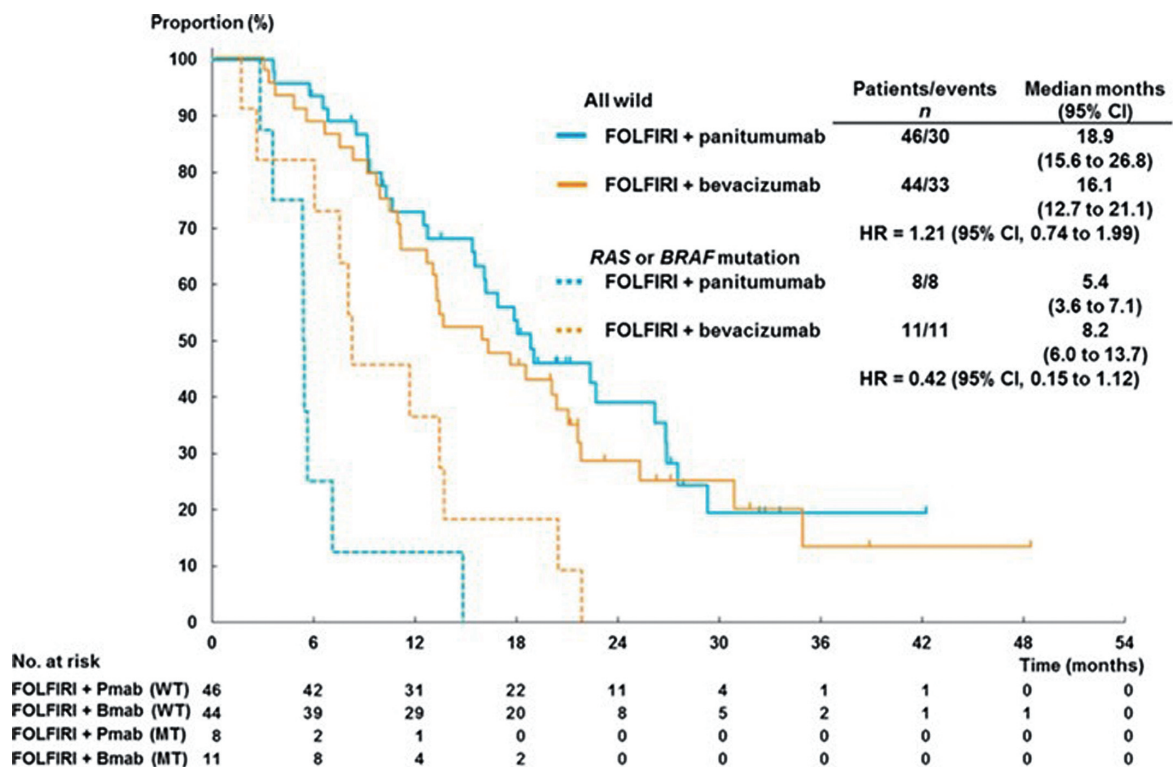 Proportion (%)
100
90
80
70
60
50
40
30
20
10
0
Patients/events Median months
All wild n (95% CI)
FOLFIRI + panitumumab 46/30 18.9
(15.6 to 26.8)
FOLFIRI + bevacizumab 44/33 16.1
(12.7 to 21.1)
HR = 1.21 (95% CI, 0.74 to 1.99)
RAS or BRAF mutation
FOLFIRI + panitumumab 8/8 5.4
(3.6 to 7.1)
FOLFIRI + bevacizumab 11/11 8.2
(6.0 to 13.7)
HR = 0.42 (95% CI, 0.15 to 1.12)
0 6 12 18 24 30 36 42 48 54
No. at risk Time (months)
FOLFIRI + Pmab (WT) 46 42 31 22 11 4 1 1 0 0
FOLFIRI + Bmab (WT) 44 39 29 20 8 5 2 1 1 0
FOLFIRI + Pmab (MT) 8 2 1 0 0 0 0 0 0 0
FOLFIRI + Bmab (MT) 11 8 4 2 0 0 0 0 0 0